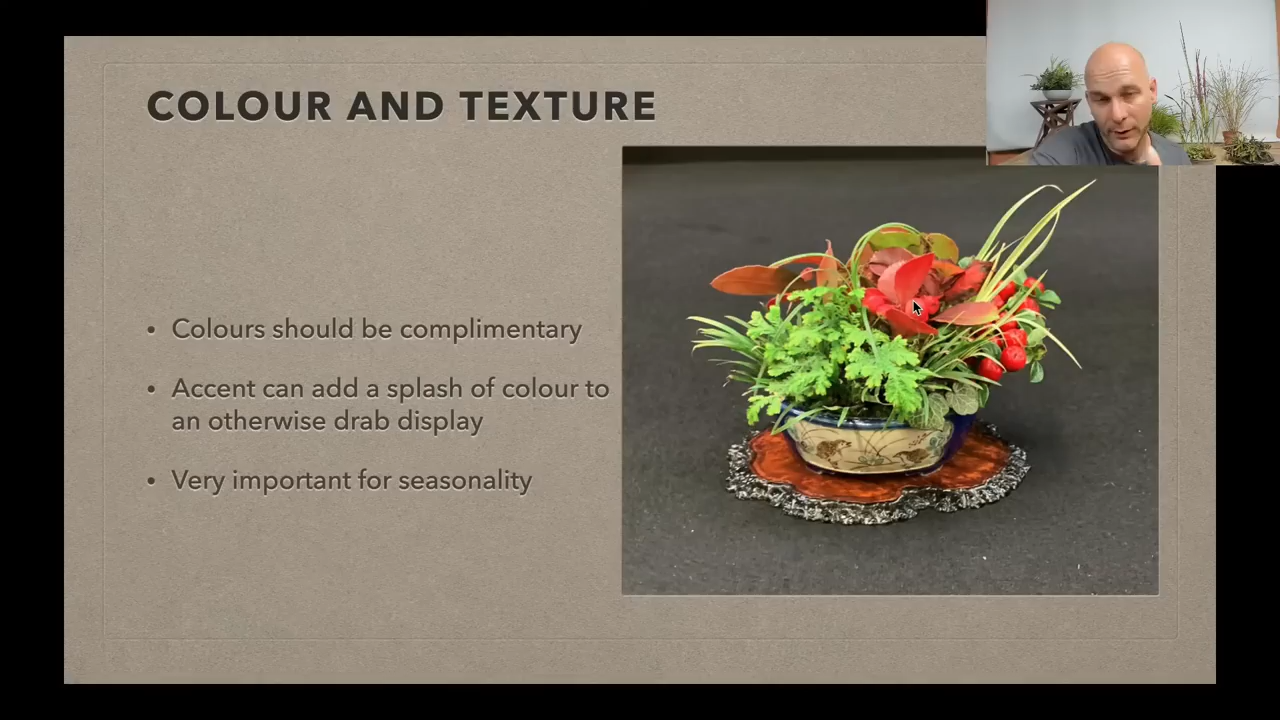 COLOUR AND TEXTURE
• Colours should be complimentary
• Accent can add a splash of colour to
an otherwise drab display
• Very important for seasonality